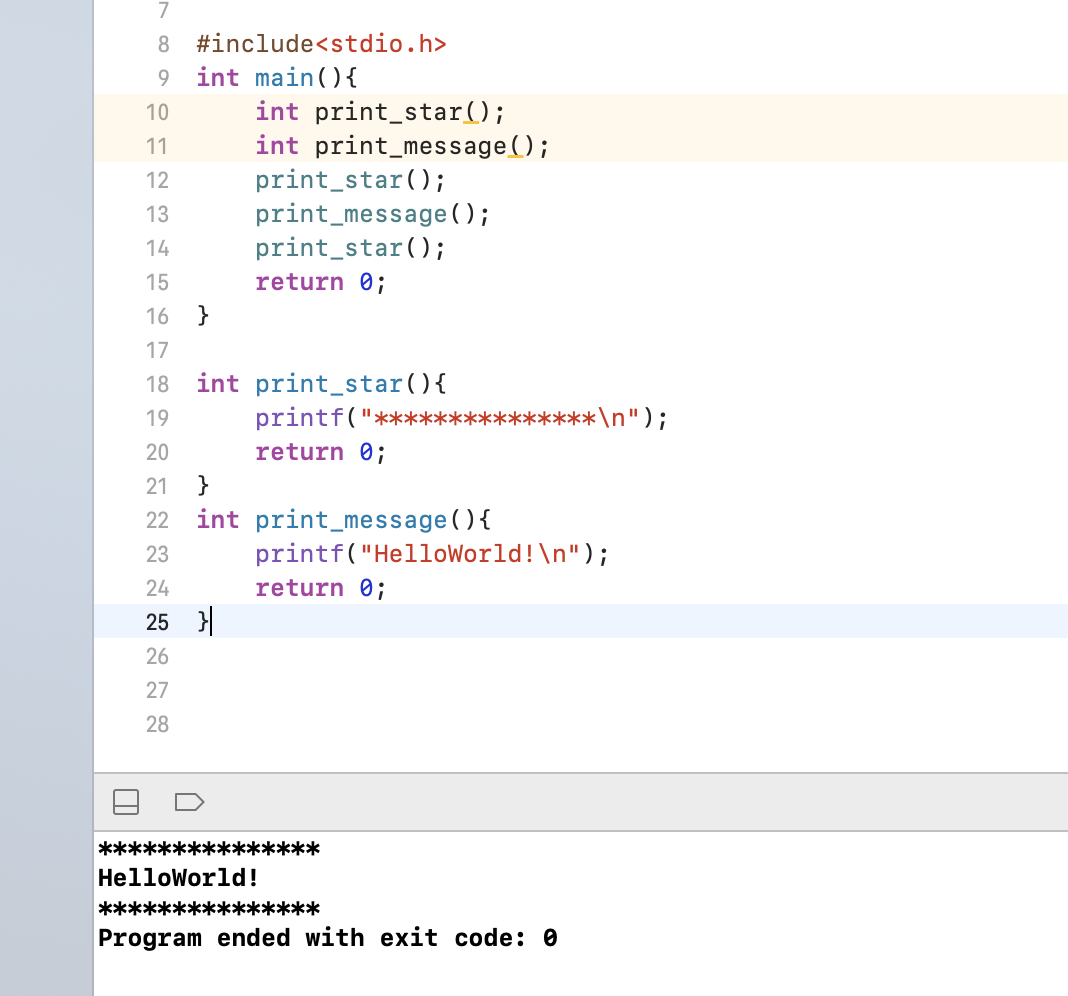 7
8 #include<stdio.h>
9 int main(){
10     int print_star();
11     int print_message();
12     print_star();
13     print_message();
14     print_star();
15     return 0;
16 }
17
18 int print_star(){
19     printf("***************\n");
20     return 0;
21 }
22 int print_message(){
23     printf("HelloWorld!\n");
24     return 0;
25 }
26
27
28
***************
HelloWorld!
***************
Program ended with exit code: 0